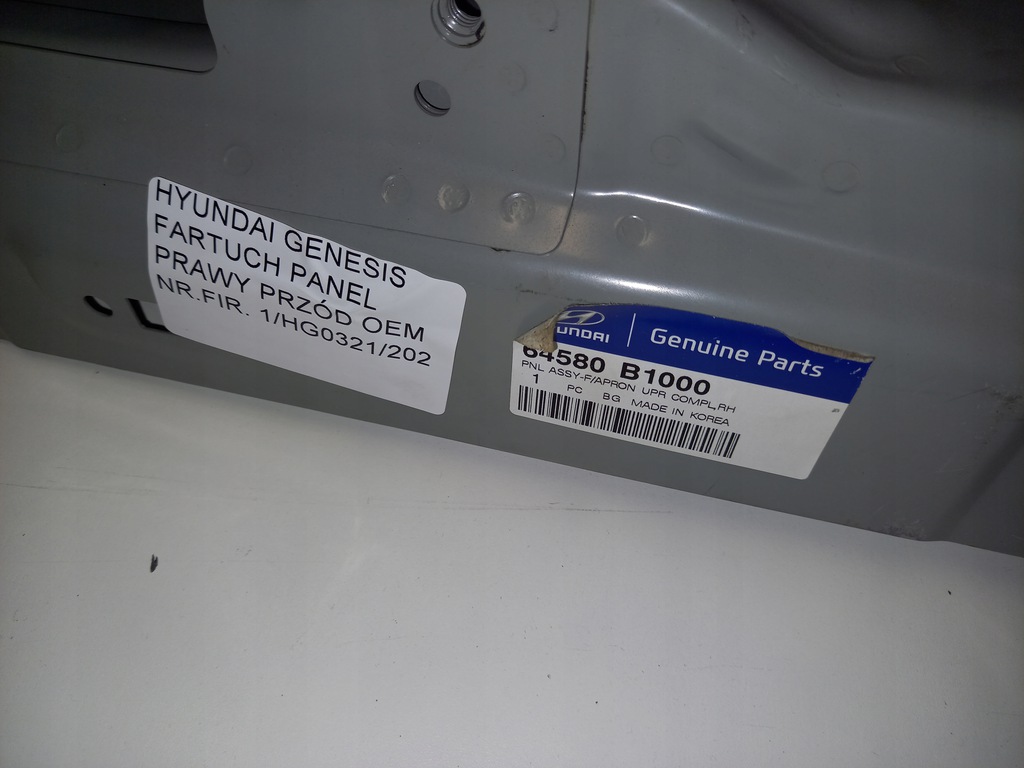 HYUNDAI GENESIS
FARTUCH PANEL
PRAWY PRZÓD OEM
NR.FIR. 1/HG0321/202
HYUNDAI | Genuine Parts
64580 B1000
PNL ASSY-F/APRON UPR COMPL,RH
1 PC BG MADE IN KOREA